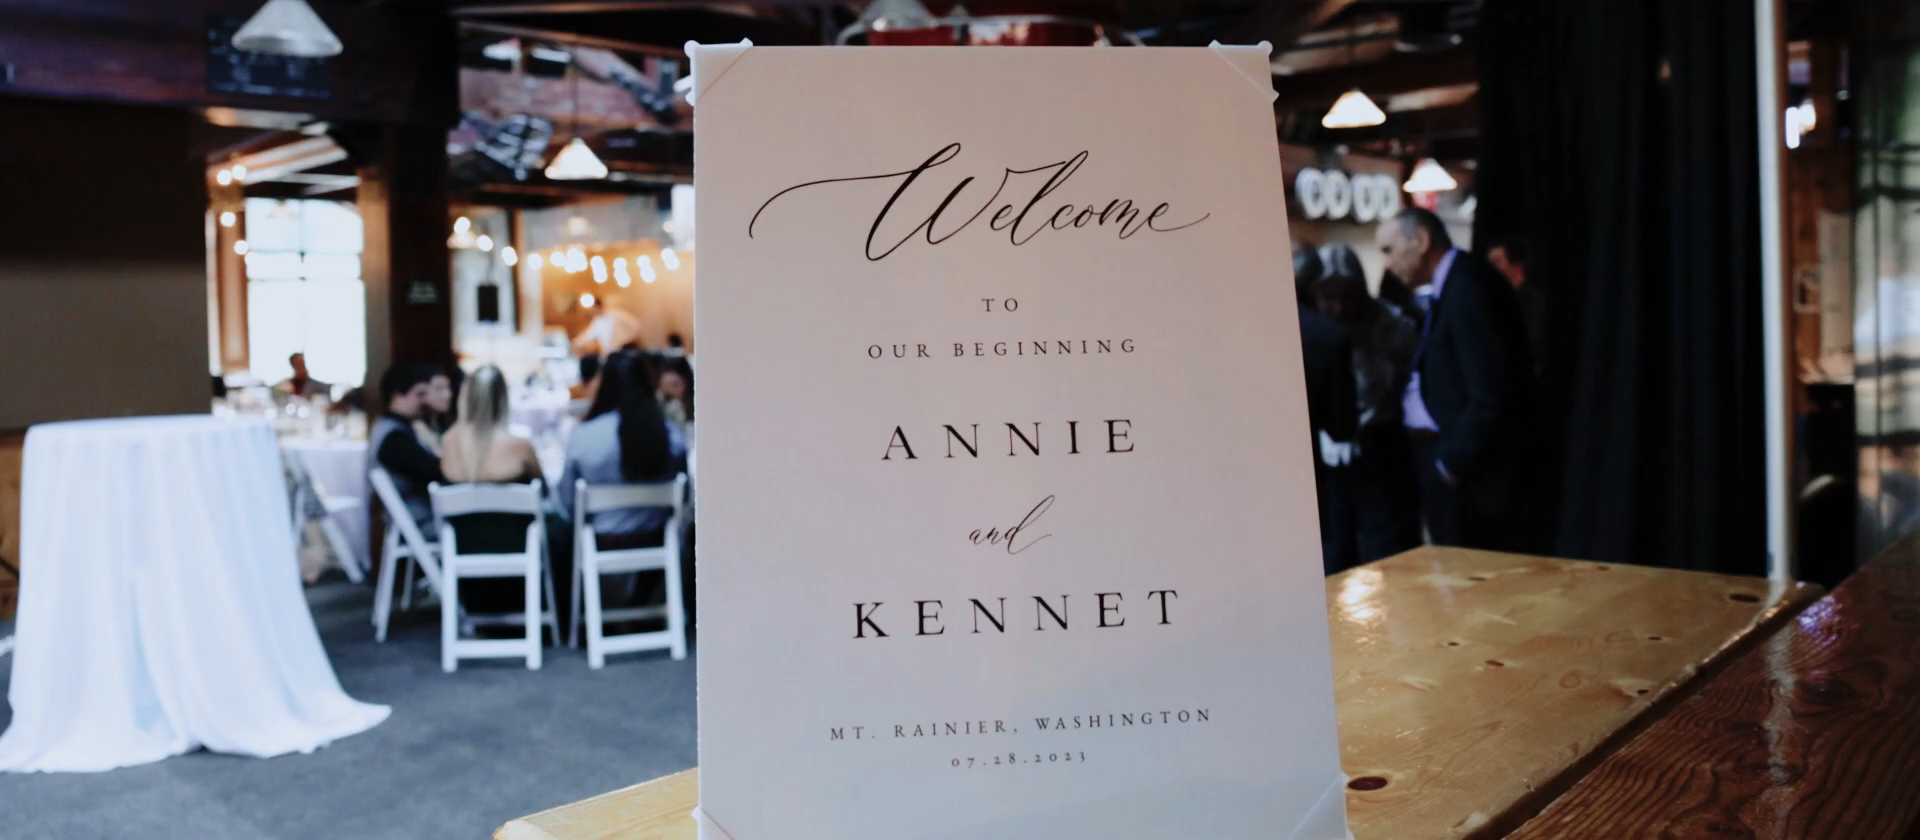 Welcome
TO
OUR BEGINNING
ANNIE
and
KENNET
MT. RAINIER, WASHINGTON
07.28.2023